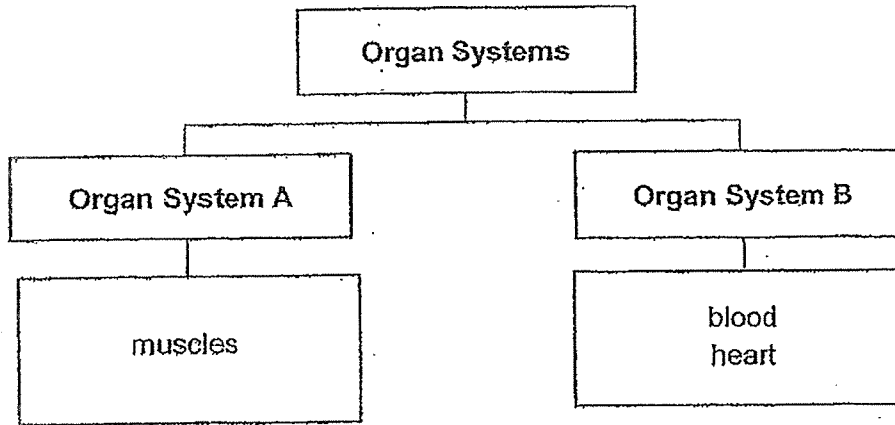 Organ Systems
Organ System A
Organ System B
muscles
blood
heart